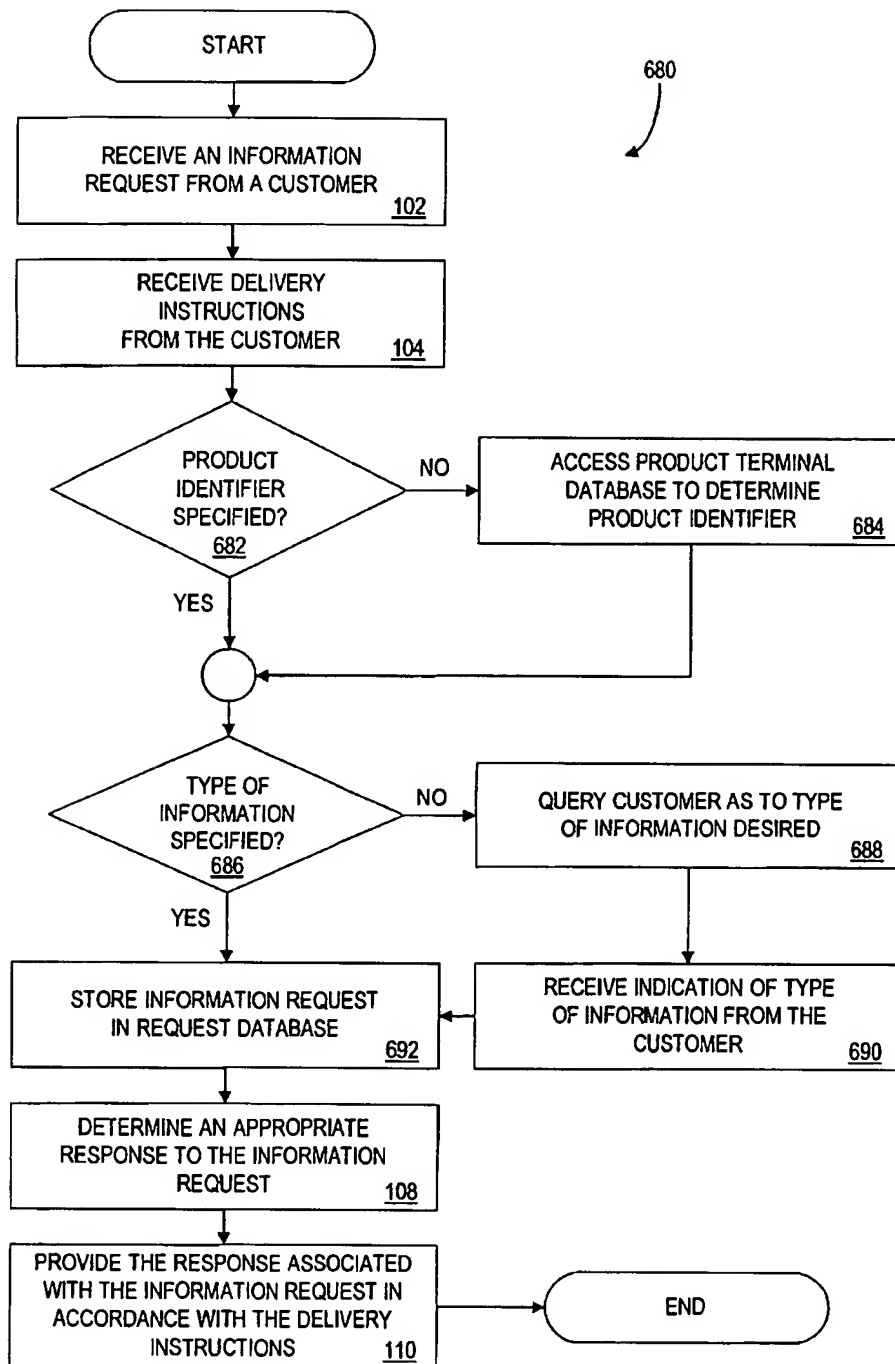 START
680
RECEIVE AN INFORMATION
REQUEST FROM A CUSTOMER
102
RECEIVE DELIVERY
INSTRUCTIONS
FROM THE CUSTOMER
104
PRODUCT
IDENTIFIER
SPECIFIED?
682
NO
ACCESS PRODUCT TERMINAL
DATABASE TO DETERMINE
PRODUCT IDENTIFIER
684
YES
TYPE OF
INFORMATION
SPECIFIED?
686
NO
QUERY CUSTOMER AS TO TYPE
OF INFORMATION DESIRED
688
YES
RECEIVE INDICATION OF TYPE
OF INFORMATION FROM THE
CUSTOMER
690
STORE INFORMATION REQUEST
IN REQUEST DATABASE
692
DETERMINE AN APPROPRIATE
RESPONSE TO THE INFORMATION
REQUEST
108
PROVIDE THE RESPONSE ASSOCIATED
WITH THE INFORMATION REQUEST IN
ACCORDANCE WITH THE DELIVERY
INSTRUCTIONS
110
END